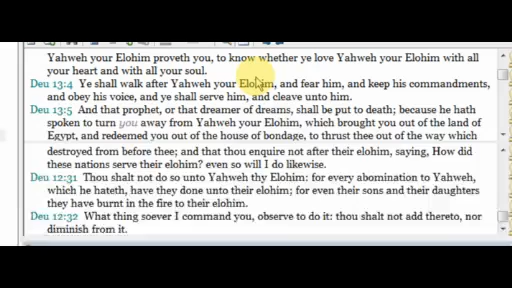 Yahweh your Elohim proveth you, to know whether ye love Yahweh your Elohim with all
your heart and with all your soul.
Deu 13:4 Ye shall walk after Yahweh your Elohim, and fear him, and keep his commandments,
and obey his voice, and ye shall serve him, and cleave unto him.
Deu 13:5 And that prophet, or that dreamer of dreams, shall be put to death; because he hath
spoken to turn you away from Yahweh your Elohim, which brought you out of the land of
Egypt, and redeemed you out of the house of bondage, to thrust thee out of the way which
destroyed from before thee; and that thou enquire not after their elohim, saying, How did
these nations serve their elohim? even so will I do likewise.
Deu 12:31 Thou shalt not do so unto Yahweh thy Elohim: for every abomination to Yahweh,
which he hateth, have they done unto their elohim; for even their sons and their daughters
they have burnt in the fire to their elohim.
Deu 12:32 What thing soever I command you, observe to do it: thou shalt not add thereto, nor
diminish from it.